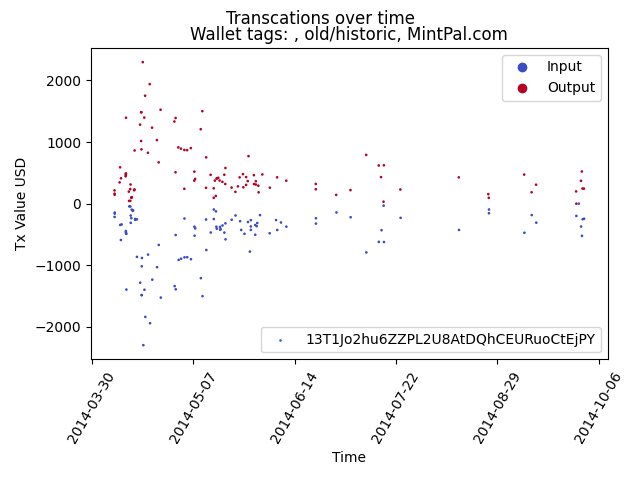 Transcations over time
Wallet tags: , old/historic, MintPal.com
Input
Output
2000
1000
0
−1000
−2000
Tx Value USD
13T1Jo2hu6ZZPL2U8AtDQhCEURuoCtEjPY
2014-03-30
2014-05-07
2014-06-14
2014-07-22
2014-08-29
2014-10-06
Time